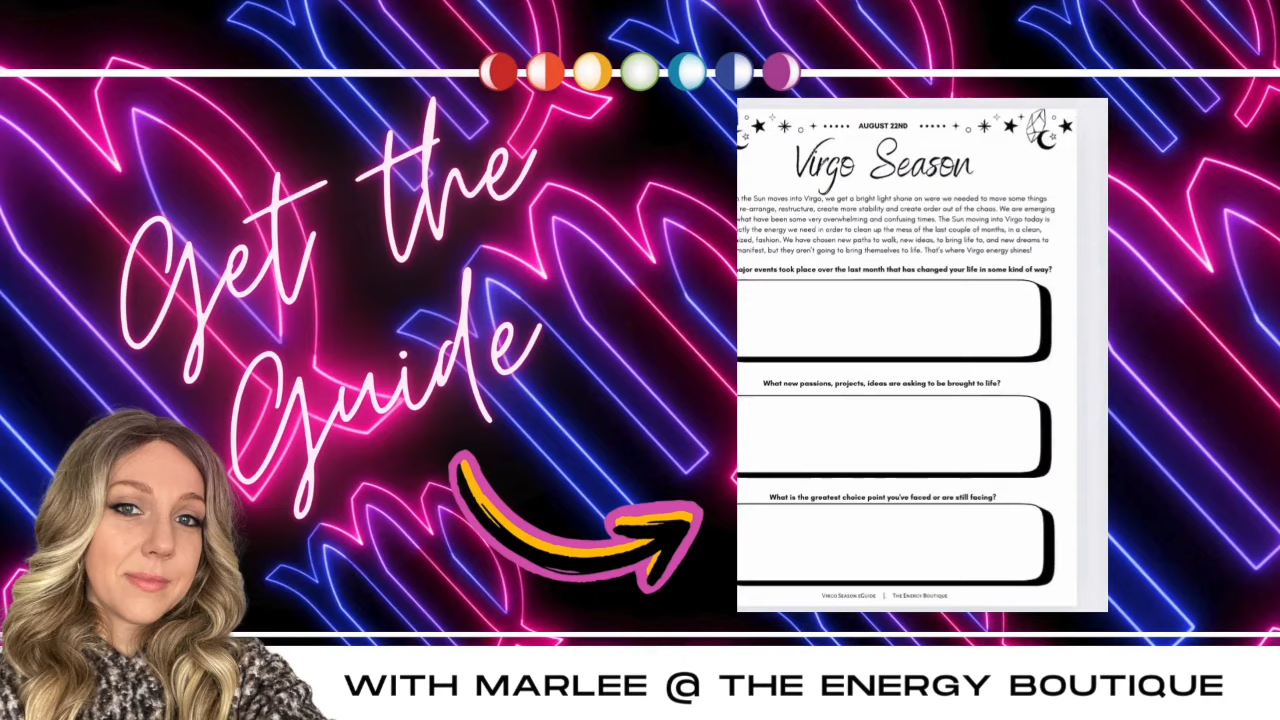 Get the
Guide
AUGUST 22ND
Virgo Season
the Sun moves into Virgo, we get a bright light shone on were we needed to move some things
re-arrange, restructure, create more stability and create order out of the chaos. We are emerging
what have been some very overwhelming and confusing times. The Sun moving into Virgo today is
the energy we need in order to clean up the mess of the last couple of months, in a clean,
fashion. We have chosen new paths to walk, new ideas, to bring life to, and new dreams to
manifest, but they aren't going to bring themselves to life. That's where Virgo energy shines!
events took place over the last month that has changed your life in some kind of way?
What new passions, projects, ideas are asking to be brought to life?
What is the greatest choice point you've faced or are still facing?
VIRGO SEASON EGUIDE | THE ENERGY BOUTIQUE
WITH MARLEE @ THE ENERGY BOUTIQUE